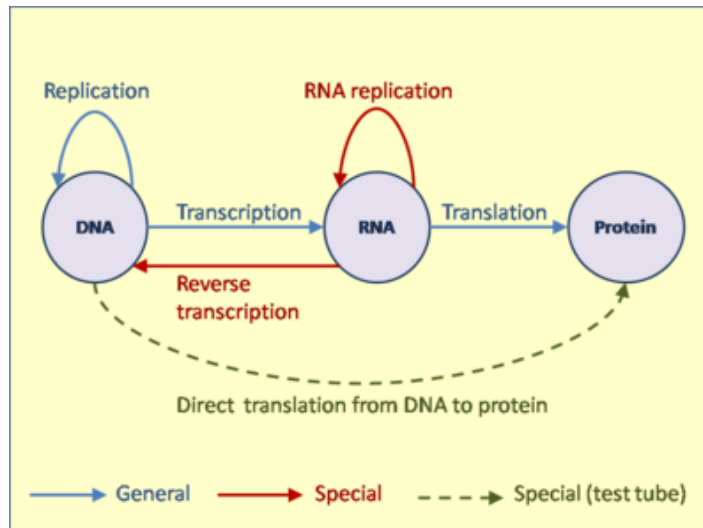 Replication
RNA replication
DNA
Transcription
RNA
Translation
Protein
Reverse
transcription
Direct translation from DNA to protein
General
Special
Special (test tube)